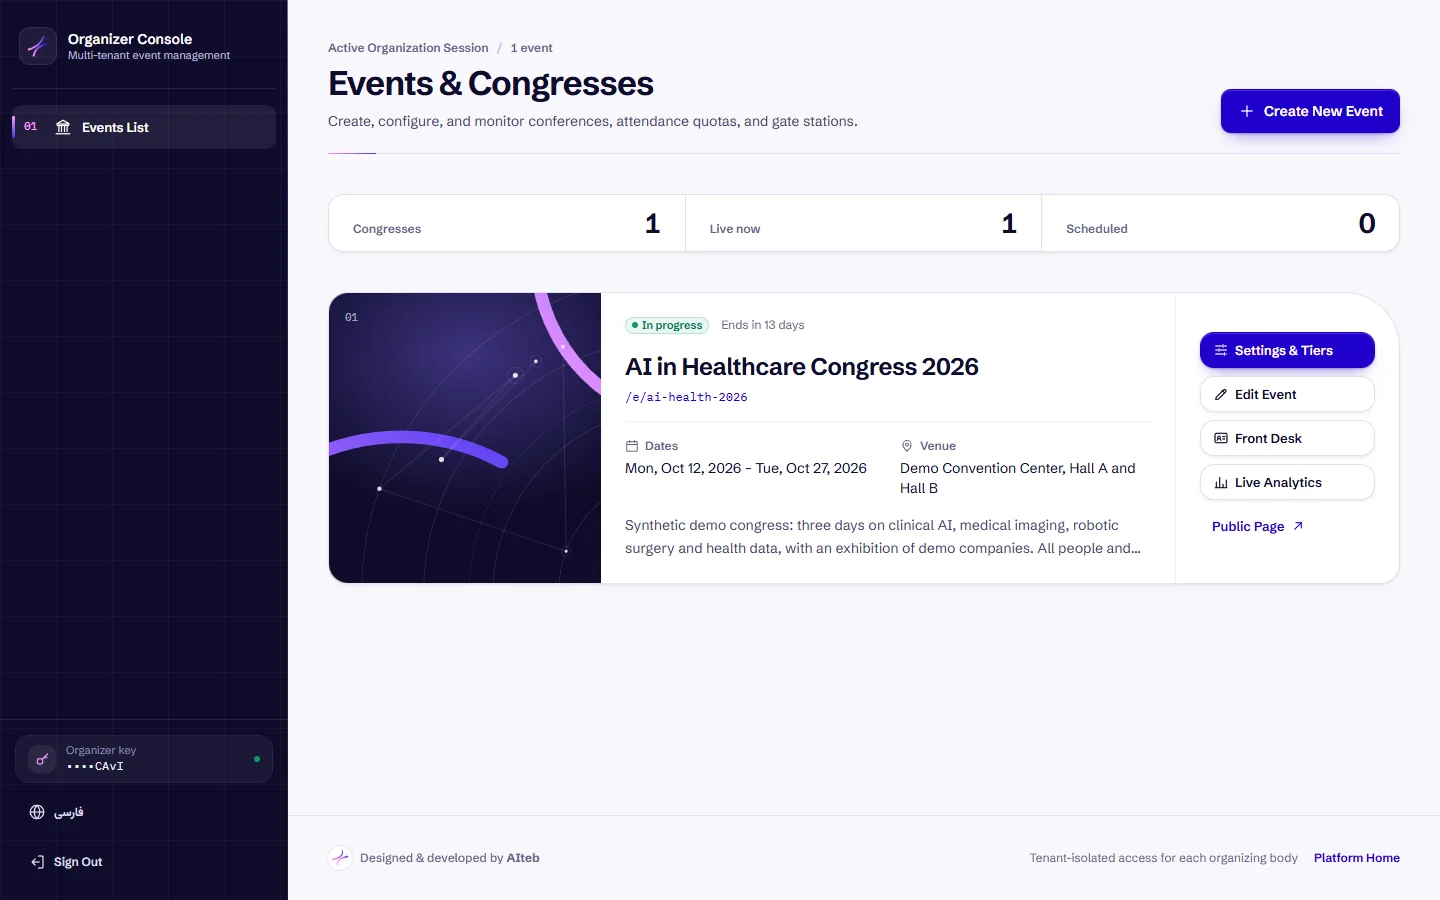 Organizer Console
Multi-tenant event management
01 Events List
Organizer key
••••CAvI
فارسی
Sign Out
Active Organization Session / 1 event
Events & Congresses
Create, configure, and monitor conferences, attendance quotas, and gate stations.
Create New Event
Congresses 1
Live now 1
Scheduled 0
01
In progress Ends in 13 days
AI in Healthcare Congress 2026
/e/ai-health-2026
Dates
Mon, Oct 12, 2026 – Tue, Oct 27, 2026
Venue
Demo Convention Center, Hall A and
Hall B
Synthetic demo congress: three days on clinical AI, medical imaging, robotic
surgery and health data, with an exhibition of demo companies. All people and…
Settings & Tiers
Edit Event
Front Desk
Live Analytics
Public Page
Designed & developed by AIteb
Tenant-isolated access for each organizing body Platform Home